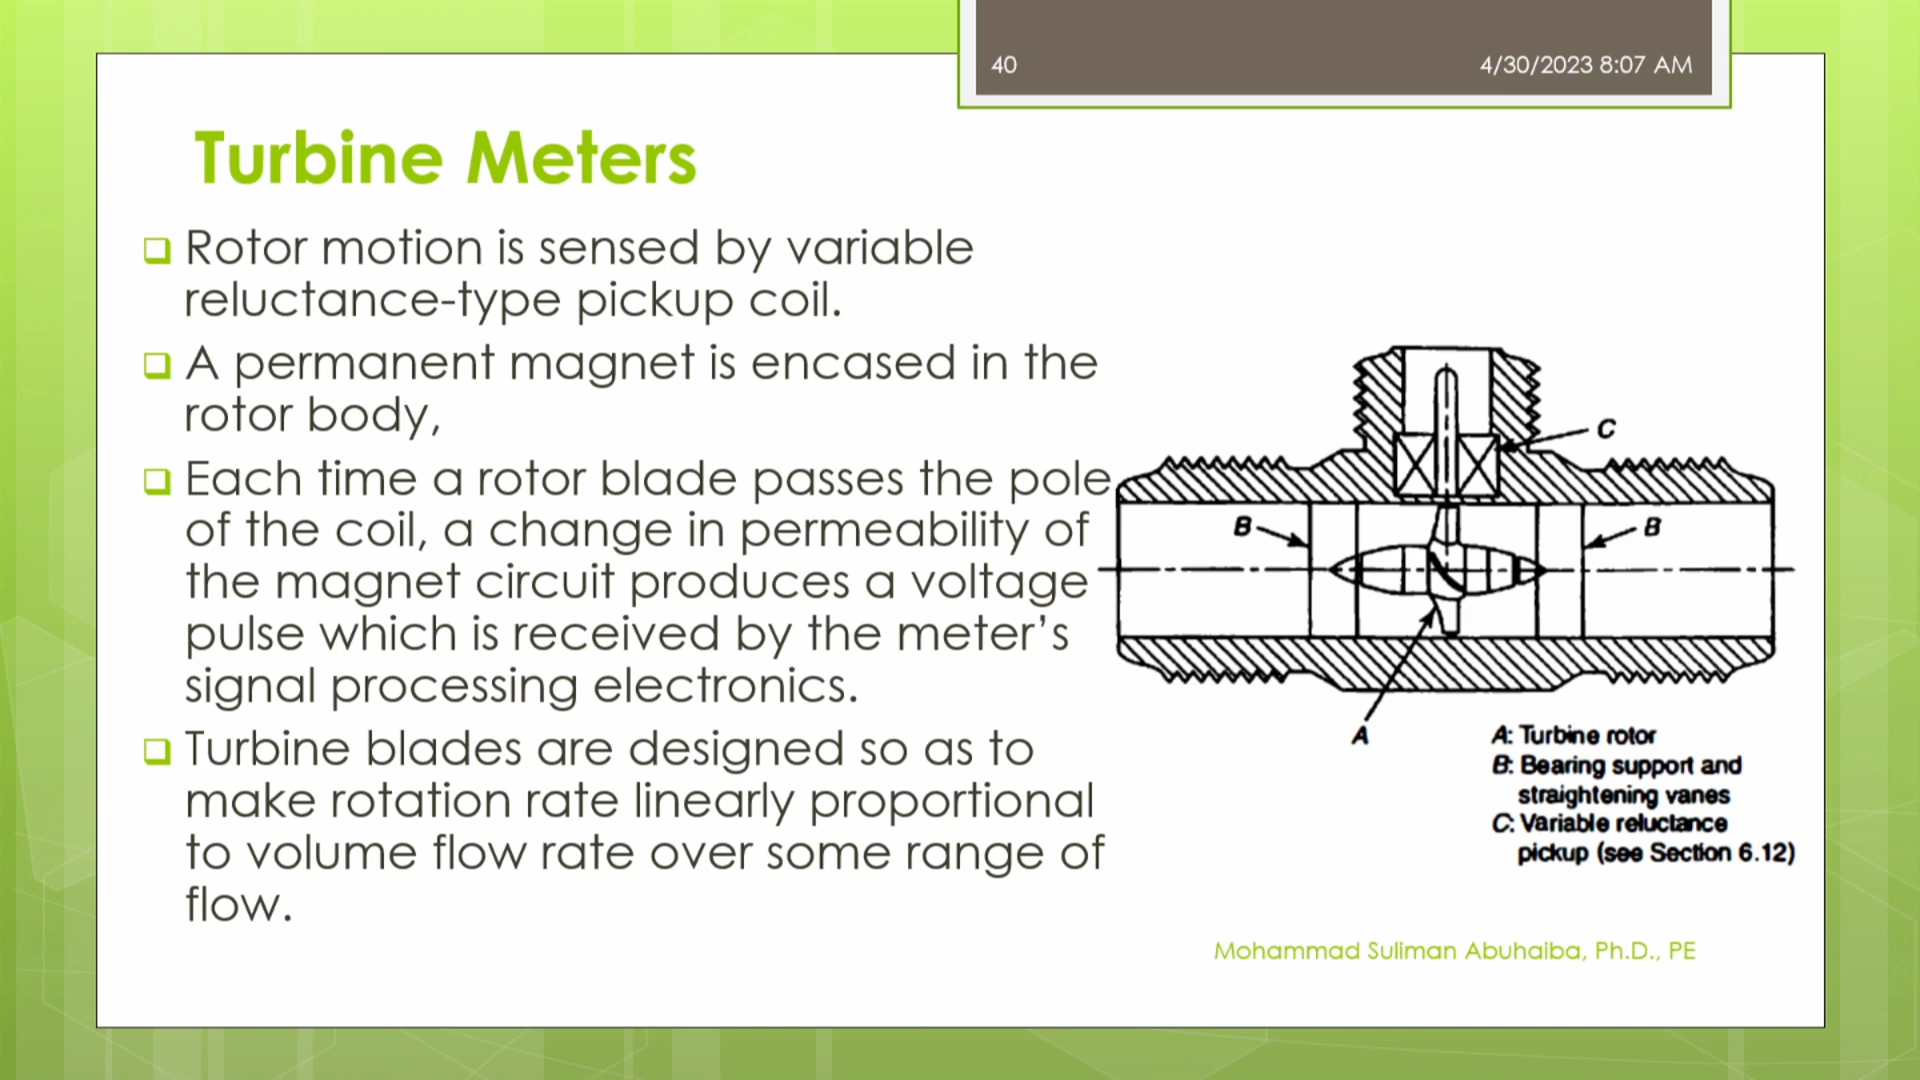 40
4/30/2023 8:07 AM
Turbine Meters
Rotor motion is sensed by variable
reluctance-type pickup coil.
A permanent magnet is encased in the
rotor body,
Each time a rotor blade passes the pole
of the coil, a change in permeability of
the magnet circuit produces a voltage
pulse which is received by the meter’s
signal processing electronics.
Turbine blades are designed so as to
make rotation rate linearly proportional
to volume flow rate over some range of
flow.
C
B
B
A
A: Turbine rotor
B: Bearing support and
straightening vanes
C: Variable reluctance
pickup (see Section 6.12)
Mohammad Suliman Abuhaiba, Ph.D., PE